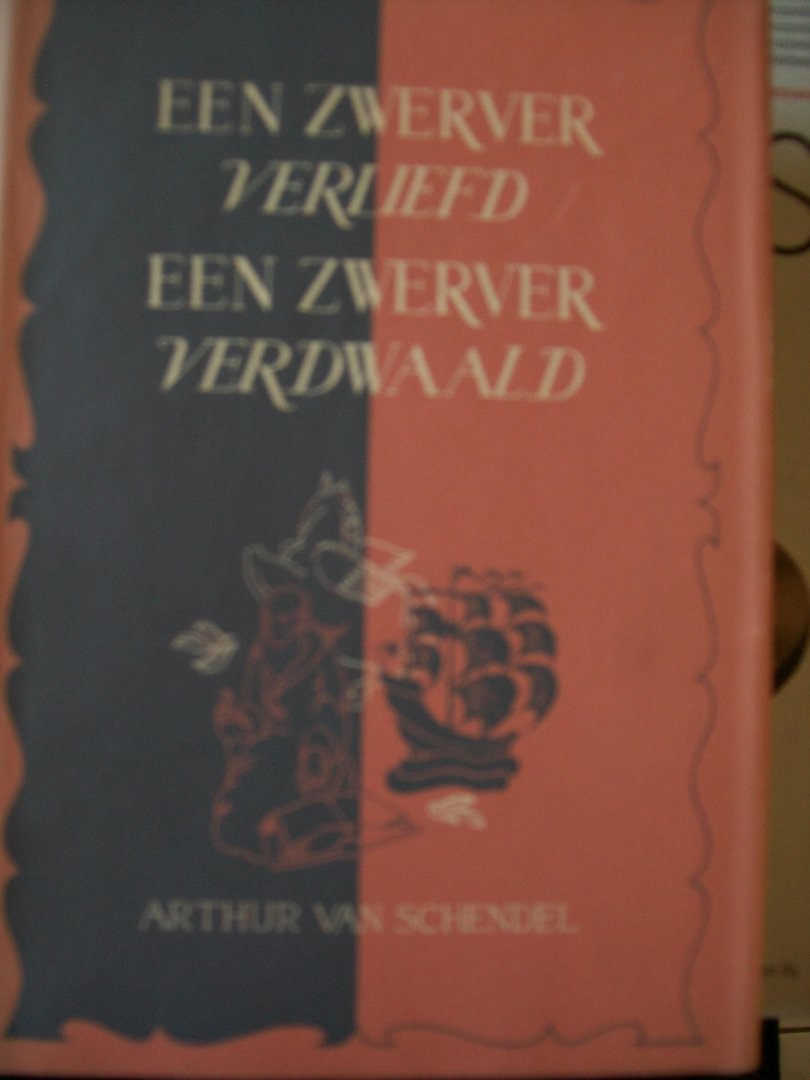 EEN ZWERVER
VERLIEFD
EEN ZWERVER
VERDWAALD
ARTHUR VAN SCHENDEL